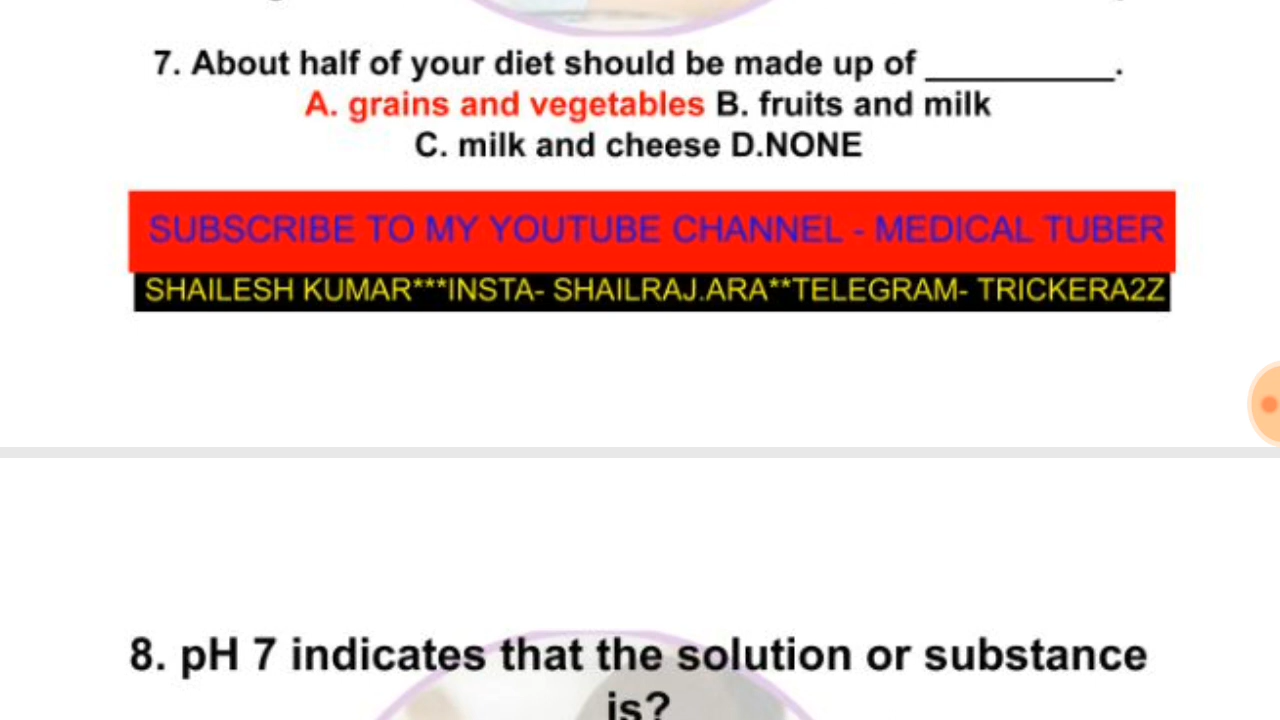 7. About half of your diet should be made up of __________.
A. grains and vegetables B. fruits and milk
C. milk and cheese D.NONE
SUBSCRIBE TO MY YOUTUBE CHANNEL - MEDICAL TUBER
SHAILESH KUMAR***INSTA- SHAILRAJ.ARA**TELEGRAM- TRICKERA2Z
8. pH 7 indicates that the solution or substance
is?